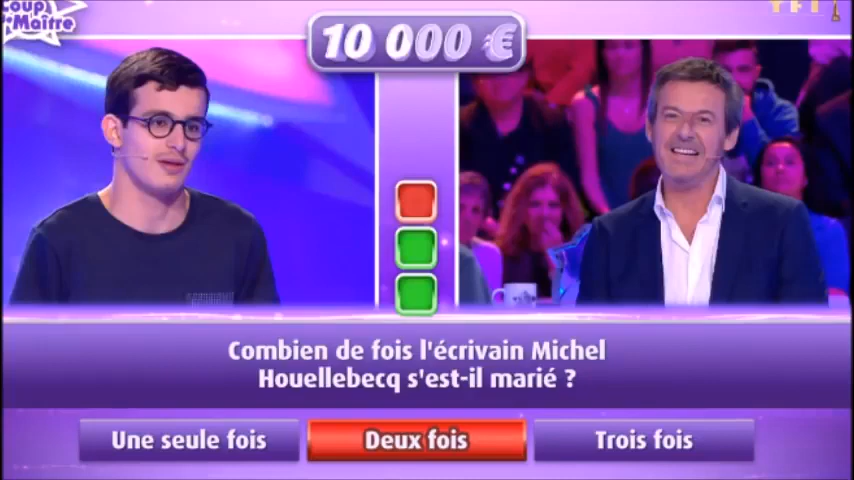 Coup
de Maître
10 000 €
TF1
Combien de fois l'écrivain Michel
Houellebecq s'est-il marié ?
Une seule fois
Deux fois
Trois fois